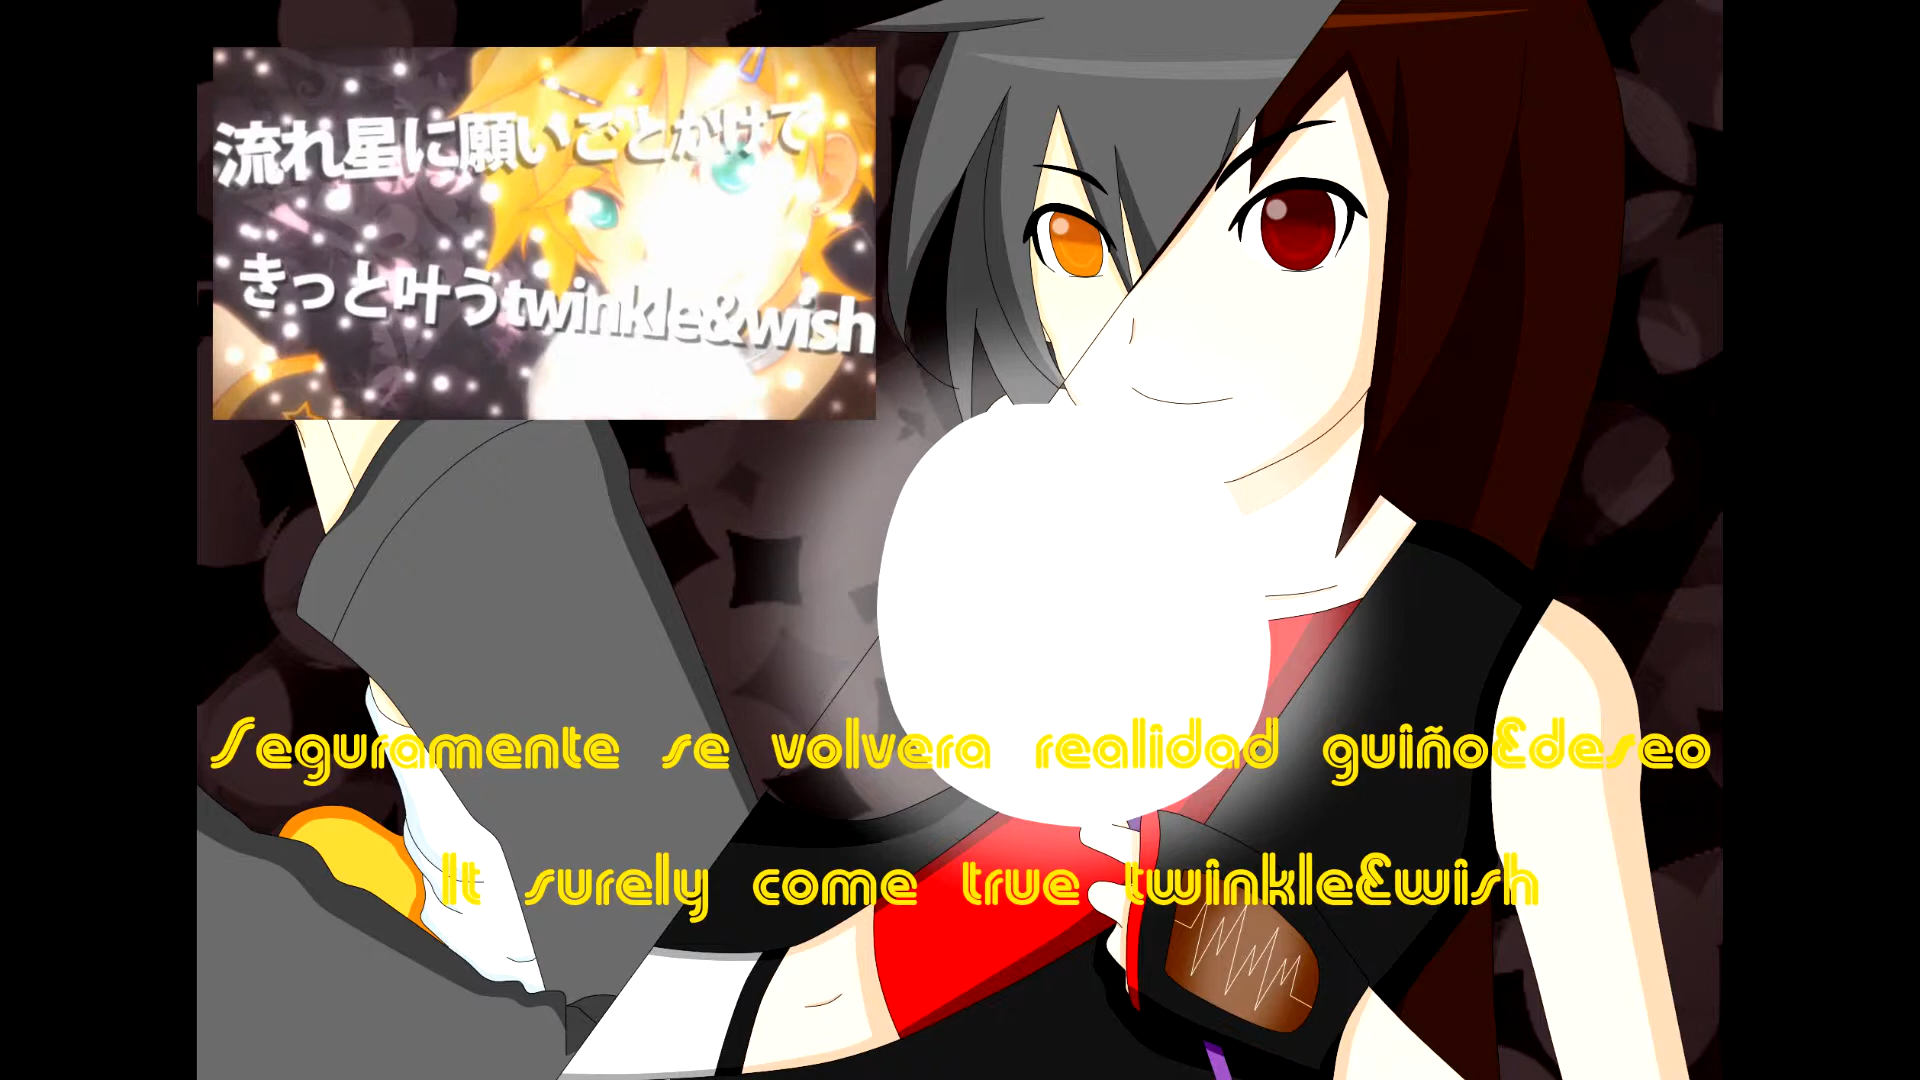 流れ星に願いごとかけて
きっと叶うtwinkle&wish
Seguramente se volvera realidad guiño&deseo
It surely come true twinkle&wish